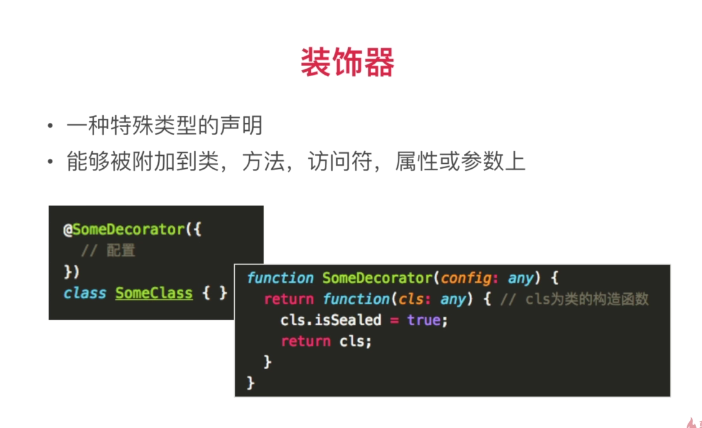 装饰器
• 一种特殊类型的声明
• 能够被附加到类，方法，访问符，属性或参数上
@SomeDecorator({
  // 配置
})
class SomeClass { }
function SomeDecorator(config: any) {
  return function(cls: any) { // cls为类的构造函数
    cls.isSealed = true;
    return cls;
  }
}